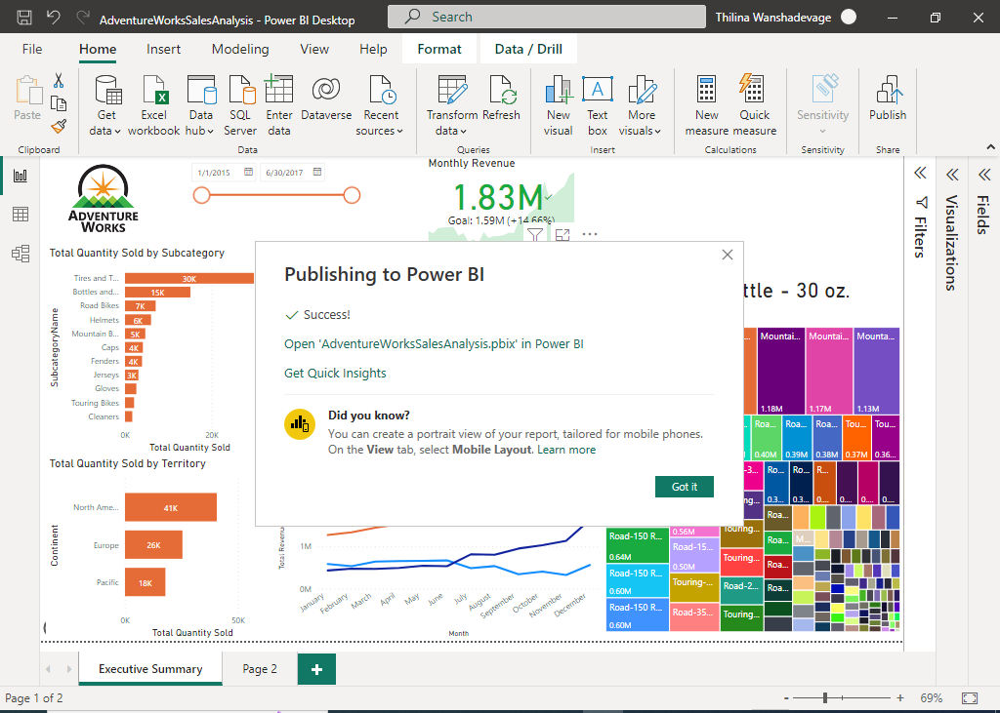 AdventureWorksSalesAnalysis - Power BI Desktop
Search
Thilina Wanshadevage
File Home Insert Modeling View Help Format Data / Drill
Paste
Get data
Excel workbook
Data hub
SQL Server
Enter data
Dataverse
Recent sources
Transform data
Refresh
New visual
Text box
More visuals
New measure
Quick measure
Sensitivity
Publish
Clipboard Data Queries Insert Calculations Sensitivity Share
ADVENTURE
WORKS
1/1/2015 6/30/2017
Monthly Revenue
1.83M
Goal: 1.59M (+14.66%)
Filters
Visualizations
Fields
Total Quantity Sold by Subcategory
SubcategoryName
Tires and T... 30K
Bottles and... 15K
Road Bikes 7K
Helmets 6K
Mountain B... 5K
Caps 4K
Fenders 4K
Jerseys 3K
Gloves
Touring Bikes
Cleaners
0K 20K
Total Quantity Sold
Total Quantity Sold by Territory
Continent
North Ame... 41K
Europe 26K
Pacific 18K
0K 50K
Total Quantity Sold
Publishing to Power BI
Success!
Open 'AdventureWorksSalesAnalysis.pbix' in Power BI
Get Quick Insights
Did you know?
You can create a portrait view of your report, tailored for mobile phones.
On the View tab, select Mobile Layout. Learn more
Got it
ttle - 30 oz.
Mountai... Mountai... Mounta...
1.18M 1.17M 1.13M
Roa... Roa... Roa... Tou... Tou...
0.40M 0.39M 0.38M 0.37M 0.36...
Ro... Ro... R...
0.3... 0.3... 0.... 0.... 0....
Roa...
Touring...
0.56M
Road-150 R...
0.64M
Road-15...
0.50M
Roa...
M...
Touring...
Roa...
Road-150 R...
0.60M
Touring-...
Road-2...
Roa...
Road-150 R...
0.60M
Road-35...
Touring...
Total Revenu
1M
0M
January February March April May June July August September October November December
Month
Executive Summary Page 2 +
Page 1 of 2
- + 69%